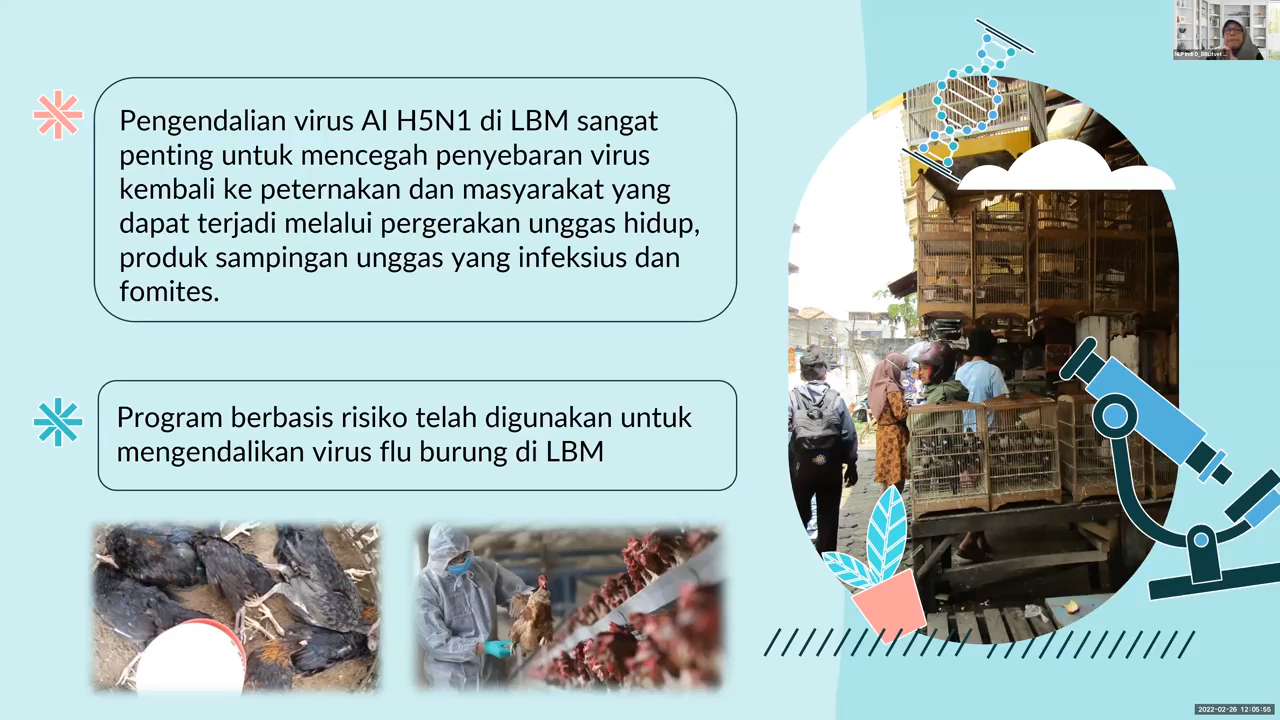 Pengendalian virus AI H5N1 di LBM sangat
penting untuk mencegah penyebaran virus
kembali ke peternakan dan masyarakat yang
dapat terjadi melalui pergerakan unggas hidup,
produk sampingan unggas yang infeksius dan
fomites.
Program berbasis risiko telah digunakan untuk
mengendalikan virus flu burung di LBM
2022-02-26 12:05:55